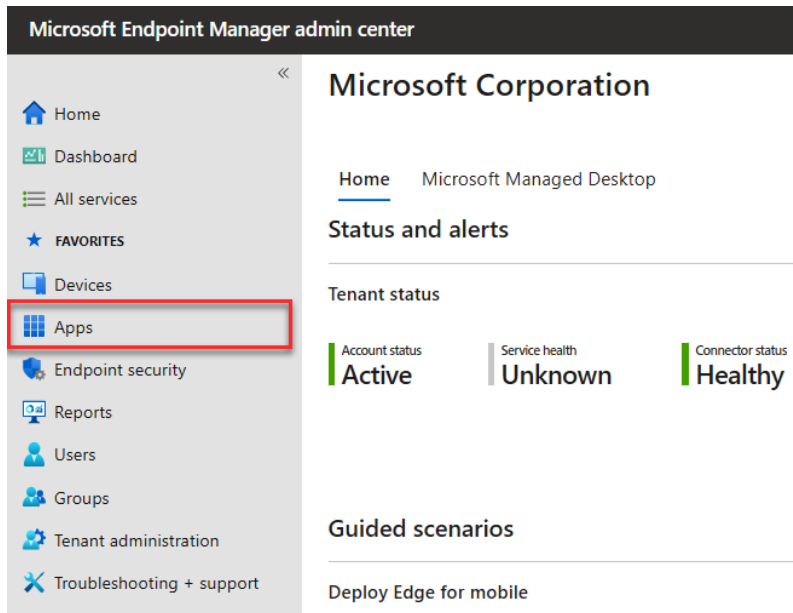 Microsoft Endpoint Manager admin center
«
Home
Dashboard
All services
FAVORITES
Devices
Apps
Endpoint security
Reports
Users
Groups
Tenant administration
Troubleshooting + support
Microsoft Corporation
Home Microsoft Managed Desktop
Status and alerts
Tenant status
Account status
Active
Service health
Unknown
Connector status
Healthy
Guided scenarios
Deploy Edge for mobile